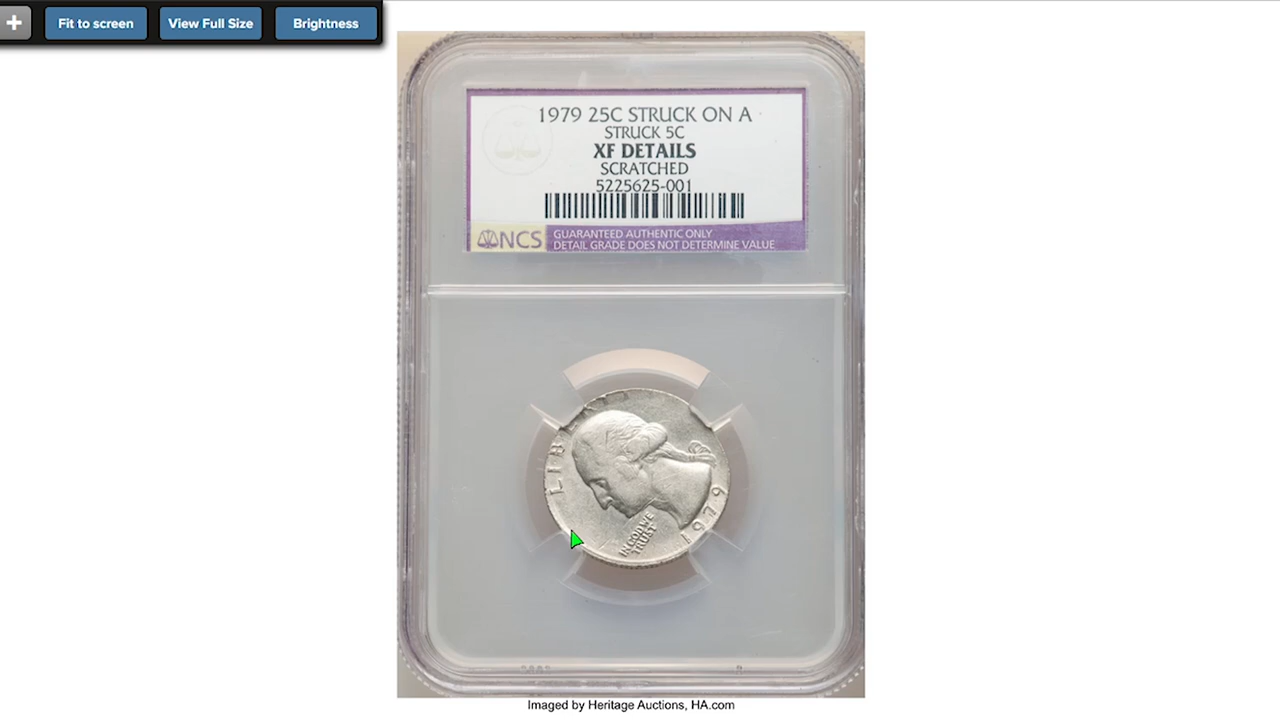 +
Fit to screen
View Full Size
Brightness
1979 25C STRUCK ON A
STRUCK 5C
XF DETAILS
SCRATCHED
5225625-001
NCS
GUARANTEED AUTHENTIC ONLY
DETAIL GRADE DOES NOT DETERMINE VALUE
IN GOD WE
TRUST
1979
Imaged by Heritage Auctions, HA.com